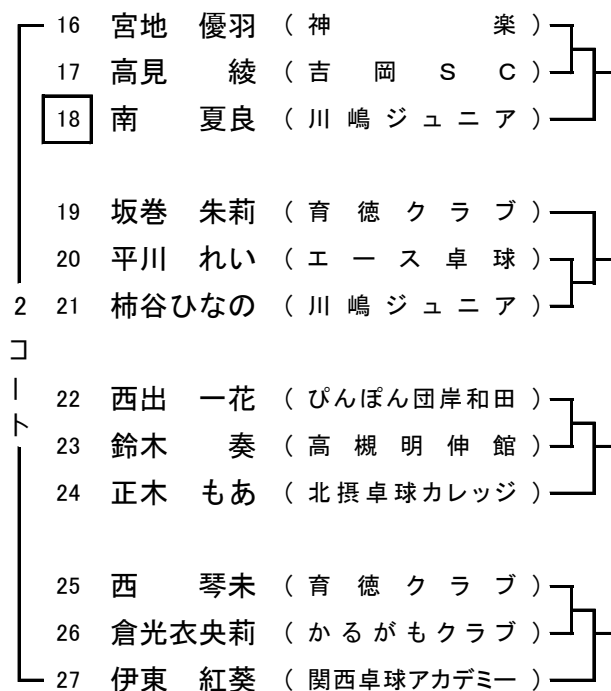 16 宮地 優羽 ( 神 楽 )
17 高見 綾 ( 吉 岡 S C )
18 南 夏良 ( 川 嶋 ジ ュ ニ ア )
19 坂巻 朱莉 ( 育 徳 ク ラ ブ )
20 平川 れい ( エ ー ス 卓 球 )
21 柿谷ひなの ( 川 嶋 ジ ュ ニ ア )
2コート
22 西出 一花 ( ぴんぽん団岸和田 )
23 鈴木 奏 ( 高 槻 明 伸 館 )
24 正木 もあ ( 北摂卓球カレッジ )
25 西 琴未 ( 育 徳 ク ラ ブ )
26 倉光衣央莉 ( かるがもクラブ )
27 伊東 紅葵 ( 関西卓球アカデミー )